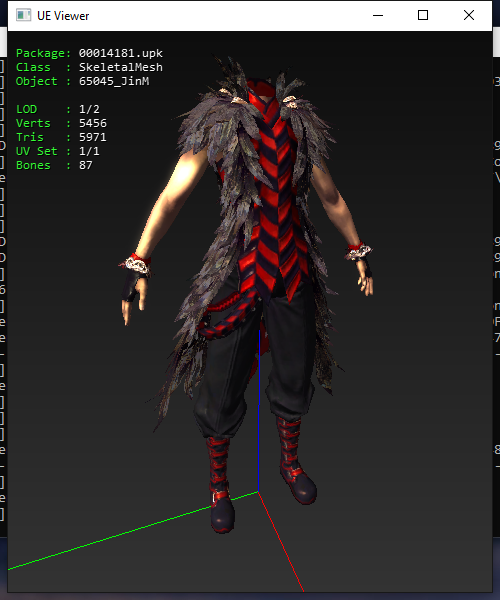 UE Viewer
Package: 00014181.upk
Class : SkeletalMesh
Object : 65045_JinM
LOD : 1/2
Verts : 5456
Tris : 5971
UV Set : 1/1
Bones : 87